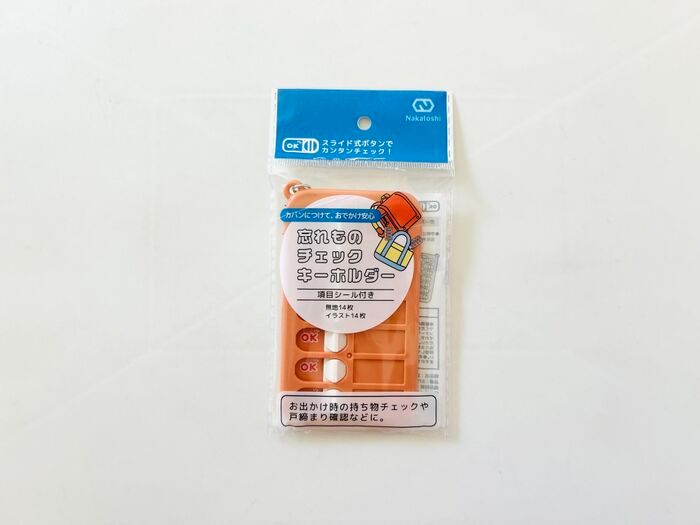 Nakatoshi
OK
スライド式ボタンで
カンタンチェック！
カバンにつけて、おでかけ安心
忘れもの
チェック
キーホルダー
項目シール付き
無地14枚
イラスト14枚
OK
OK
お出かけ時の持ち物チェックや
戸締まり確認などに。